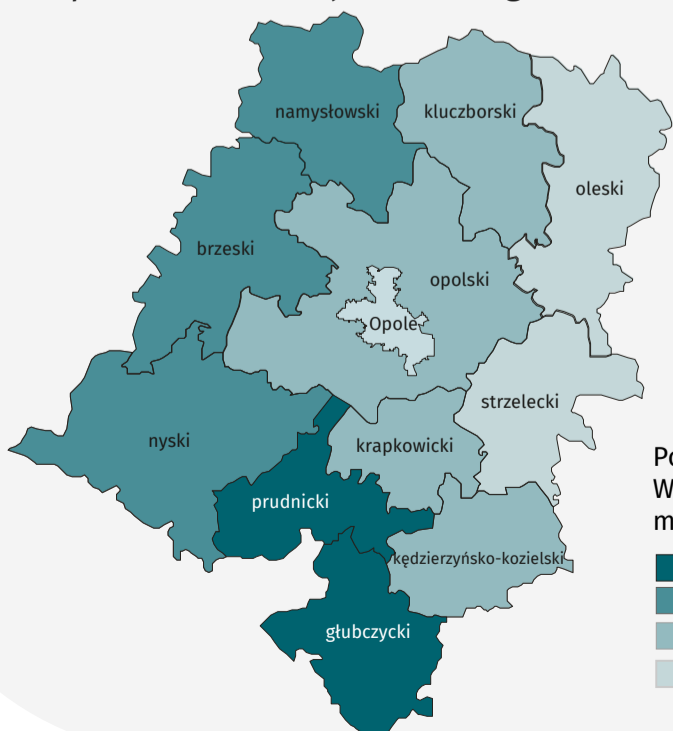 namysłowski
kluczborski
oleski
brzeski
opolski
Opole
strzelecki
nyski
krapkowicki
prudnicki
kędzierzyńsko-kozielski
głubczycki